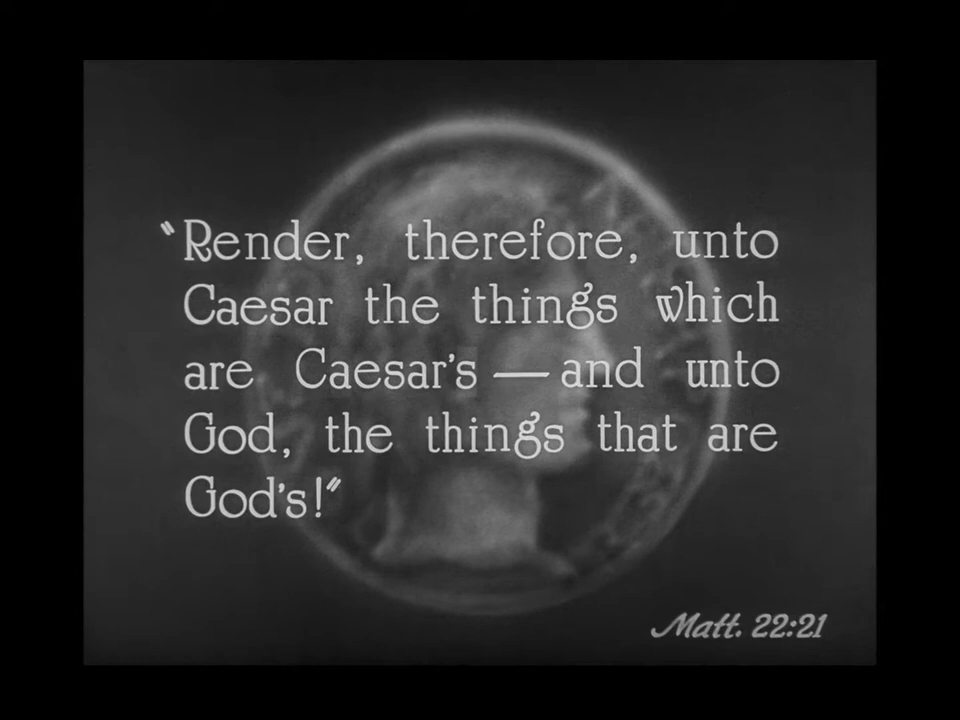 "Render, therefore, unto
Caesar the things which
are Caesar's — and unto
God, the things that are
God's!"
Matt. 22:21